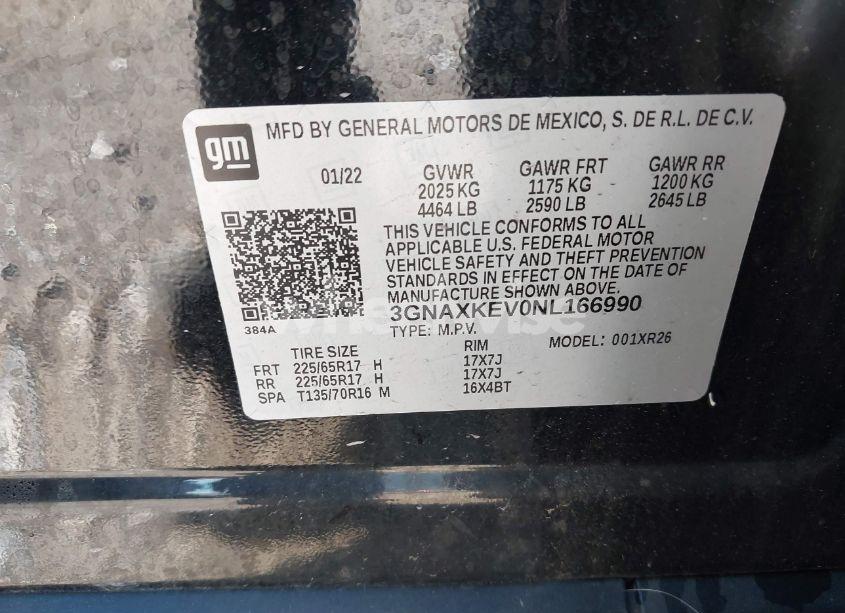 gm
MFD BY GENERAL MOTORS DE MEXICO, S. DE R.L. DE C.V.
01/22 GVWR GAWR FRT GAWR RR
2025 KG 1175 KG 1200 KG
4464 LB 2590 LB 2645 LB
THIS VEHICLE CONFORMS TO ALL
APPLICABLE U.S. FEDERAL MOTOR
VEHICLE SAFETY AND THEFT PREVENTION
STANDARDS IN EFFECT ON THE DATE OF
MANUFACTURE SHOWN ABOVE.
3GNAXKEV0NL166990
384A
TYPE: M.P.V. MODEL: 001XR26
TIRE SIZE RIM
FRT 225/65R17 H 17X7J
RR 225/65R17 H 17X7J
SPA T135/70R16 M 16X4BT